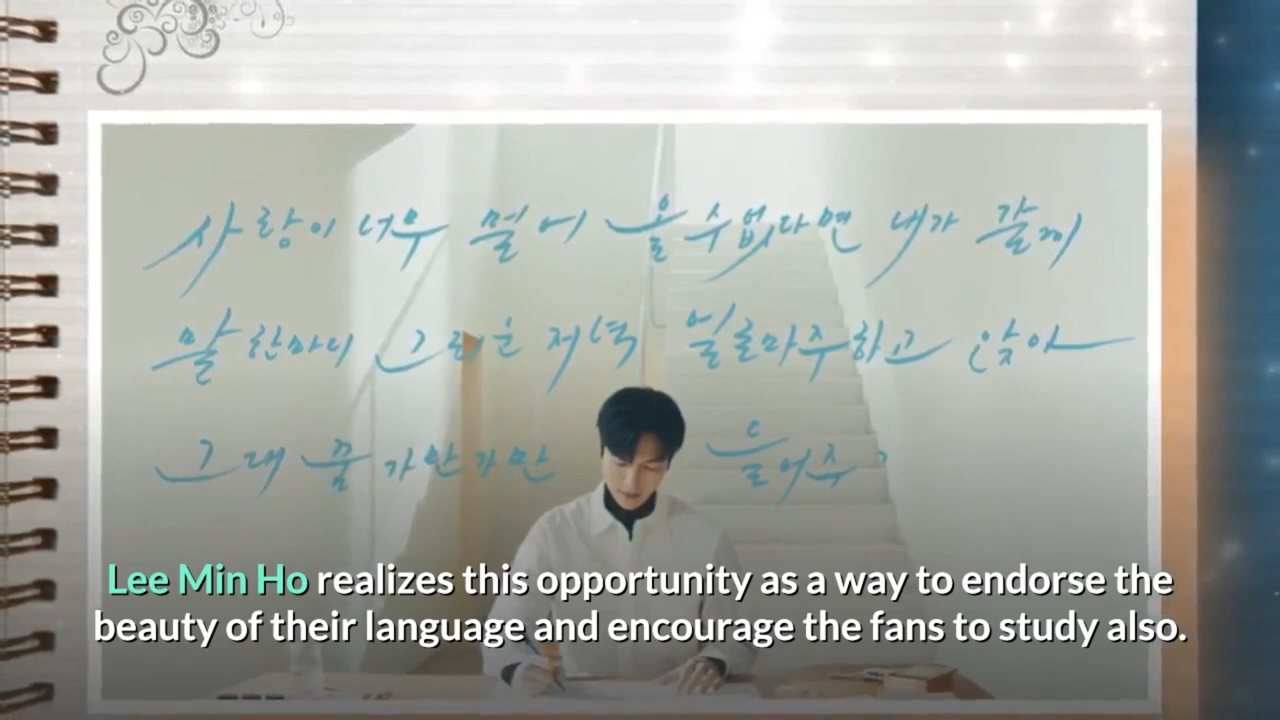 사랑이 너무 멀어 올 수 없다면 내가 갈게
말 한마디 그리운 저녁 얼굴 마주하고 앉아
그대 꿈 가만가만 들어주
Lee Min Ho realizes this opportunity as a way to endorse the
beauty of their language and encourage the fans to study also.